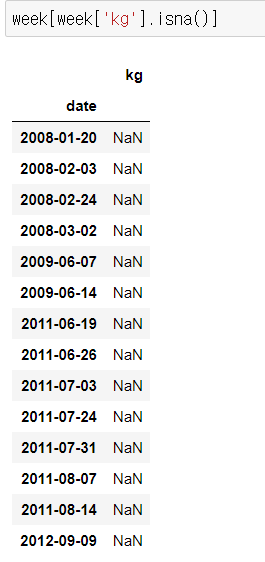 week[week['kg'].isna()]
kg
date
2008-01-20 NaN
2008-02-03 NaN
2008-02-24 NaN
2008-03-02 NaN
2009-06-07 NaN
2009-06-14 NaN
2011-06-19 NaN
2011-06-26 NaN
2011-07-03 NaN
2011-07-24 NaN
2011-07-31 NaN
2011-08-07 NaN
2011-08-14 NaN
2012-09-09 NaN